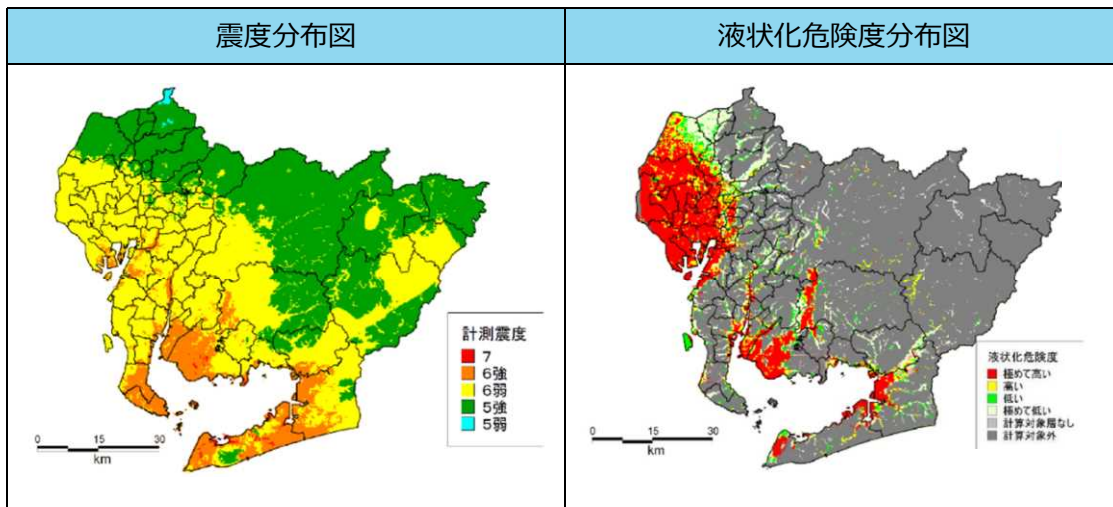 震度分布図
液状化危険度分布図
計測震度
7
6強
6弱
5強
5弱
0 15 30
km
液状化危険度
極めて高い
高い
低い
極めて低い
計算対象層なし
計算対象外
0 15 30
km